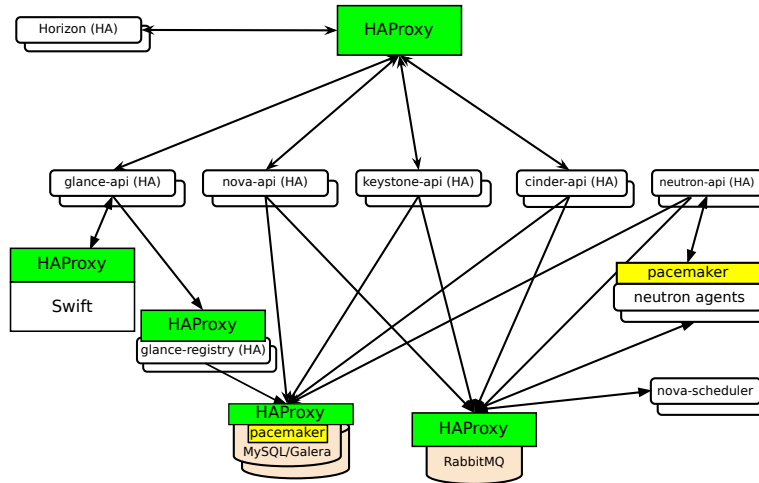 Horizon (HA)
HAProxy
glance-api (HA)
nova-api (HA)
keystone-api (HA)
cinder-api (HA)
neutron-api (HA)
HAProxy
Swift
pacemaker
neutron agents
HAProxy
glance-registry (HA)
nova-scheduler
HAProxy
pacemaker
MySQL/Galera
HAProxy
RabbitMQ